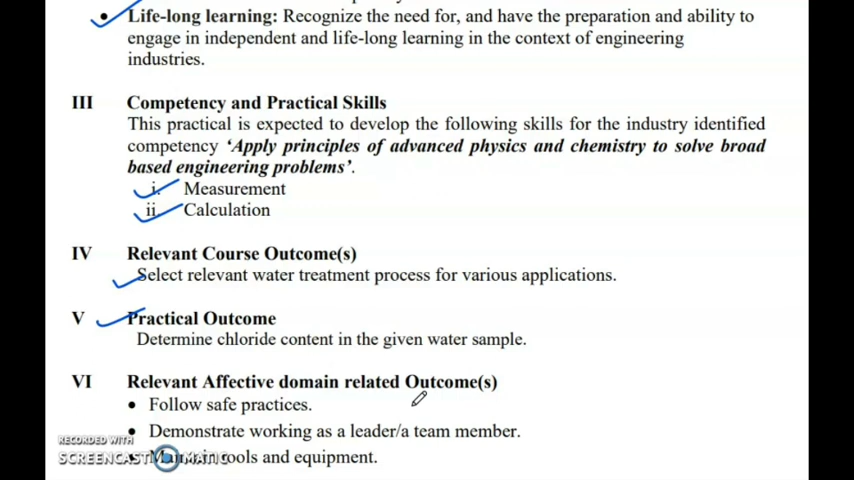 • Life-long learning: Recognize the need for, and have the preparation and ability to
engage in independent and life-long learning in the context of engineering
industries.
III Competency and Practical Skills
This practical is expected to develop the following skills for the industry identified
competency 'Apply principles of advanced physics and chemistry to solve broad
based engineering problems'.
i. Measurement
ii. Calculation
IV Relevant Course Outcome(s)
Select relevant water treatment process for various applications.
V Practical Outcome
Determine chloride content in the given water sample.
VI Relevant Affective domain related Outcome(s)
• Follow safe practices.
• Demonstrate working as a leader/a team member.
• Maintain tools and equipment.
RECORDED WITH
SCREENCAST-O-MATIC